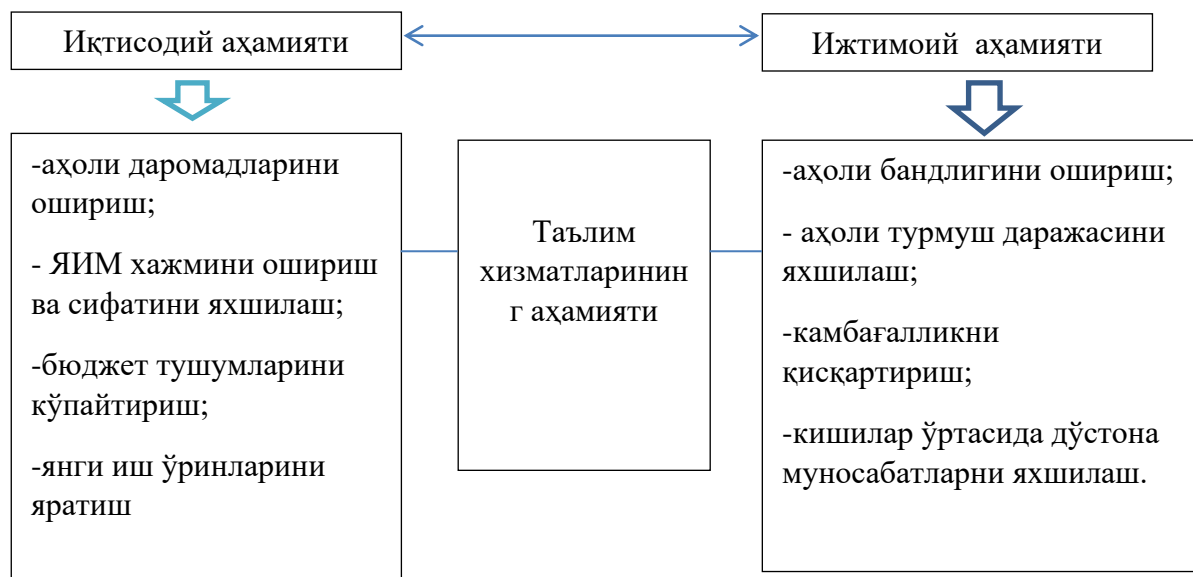 Иқтисодий аҳамияти
Ижтимоий аҳамияти
-аҳоли даромадларини
ошириш;
- ЯИМ хажмини ошириш
ва сифатини яхшилаш;
-бюджет тушумларини
кўпайтириш;
-янги иш ўринларини
яратиш
Таълим
хизматларинин
г аҳамияти
-аҳоли бандлигини ошириш;
- аҳоли турмуш даражасини
яхшилаш;
-камбағалликни
қисқартириш;
-кишилар ўртасида дўстона
муносабатларни яхшилаш.